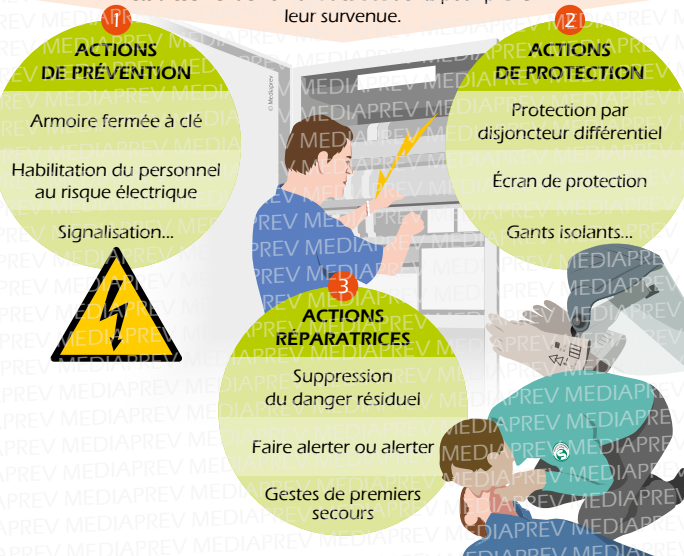 leur survenue.
1
ACTIONS
DE PRÉVENTION
Armoire fermée à clé
Habilitation du personnel
au risque électrique
Signalisation...
© Mediaprev
2
ACTIONS
DE PROTECTION
Protection par
disjoncteur différentiel
Écran de protection
Gants isolants...
3
ACTIONS
RÉPARATRICES
Suppression
du danger résiduel
Faire alerter ou alerter
Gestes de premiers
secours
MEDIAPREV